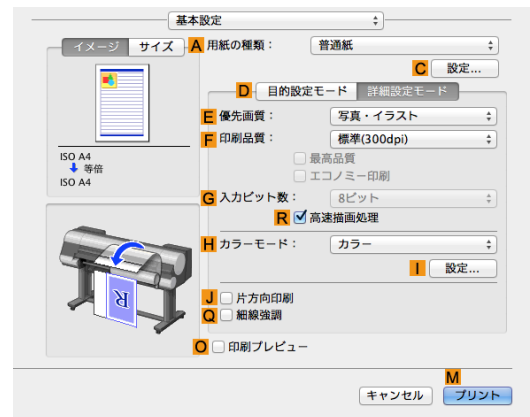 基本設定
イメージ サイズ A 用紙の種類： 普通紙
C 設定...
D 目的設定モード 詳細設定モード
E 優先画質： 写真・イラスト
F 印刷品質： 標準(300dpi)
最高品質
エコノミー印刷
ISO A4
等倍
ISO A4
G 入力ビット数： 8ビット
R 高速描画処理
H カラーモード： カラー
I 設定...
R
J 片方向印刷
Q 細線強調
O 印刷プレビュー
M
キャンセル プリント